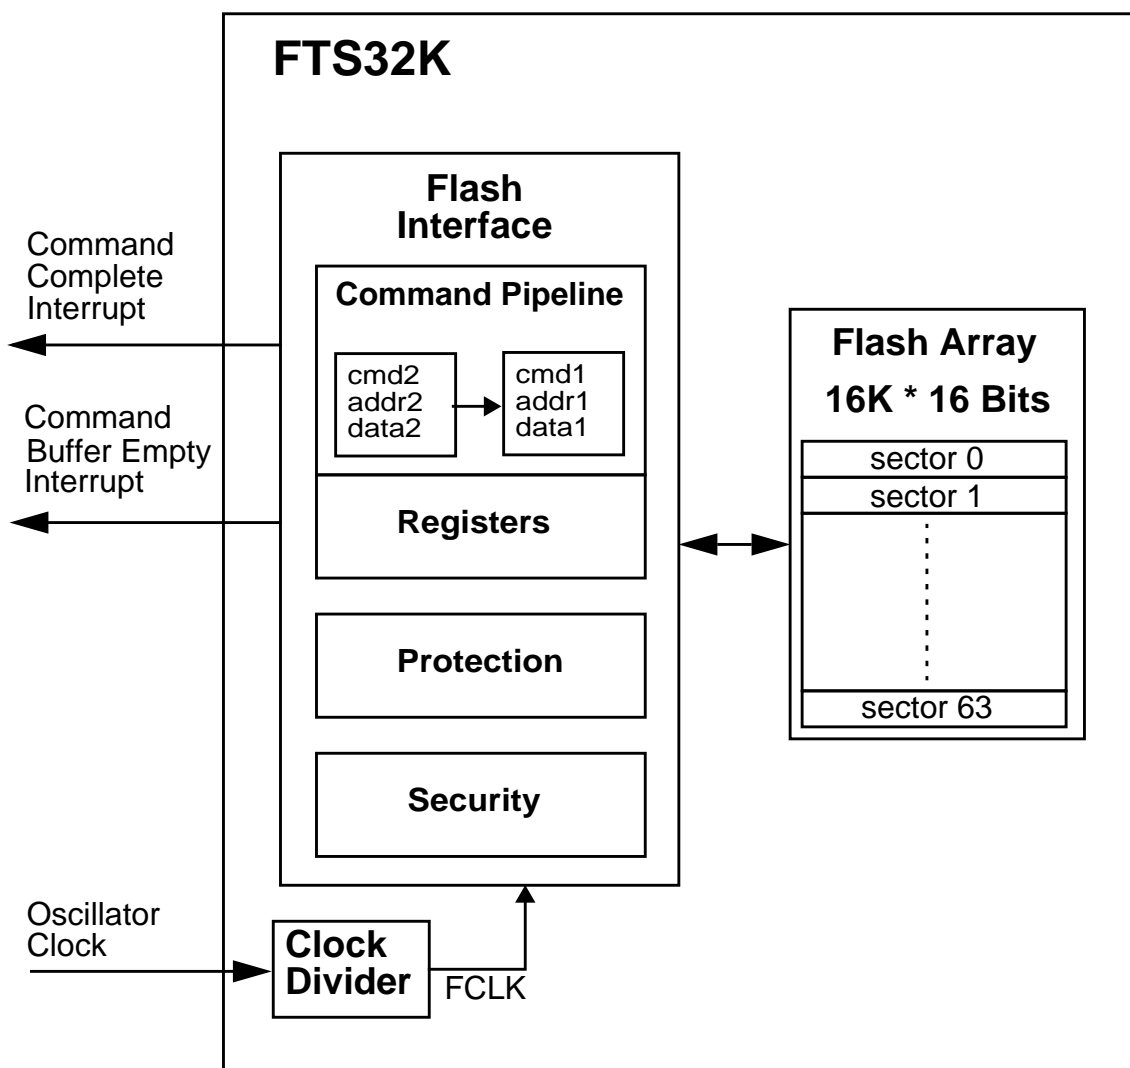 FTS32K
Flash
Interface
Command
Complete
Interrupt
Command Pipeline
cmd2
addr2
data2
cmd1
addr1
data1
Command
Buffer Empty
Interrupt
Registers
Protection
Security
Flash Array
16K * 16 Bits
sector 0
sector 1
sector 63
Oscillator
Clock
Clock
Divider
FCLK